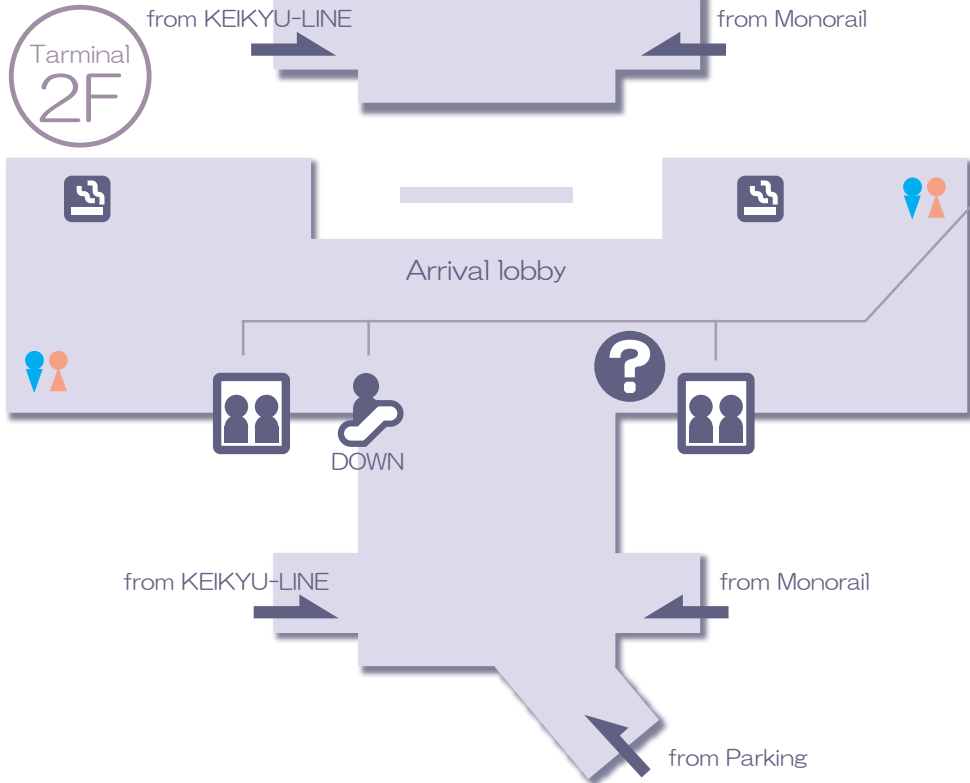 from KEIKYU-LINE
from Monorail
Tarminal
2F
Arrival lobby
?
DOWN
from KEIKYU-LINE
from Monorail
from Parking